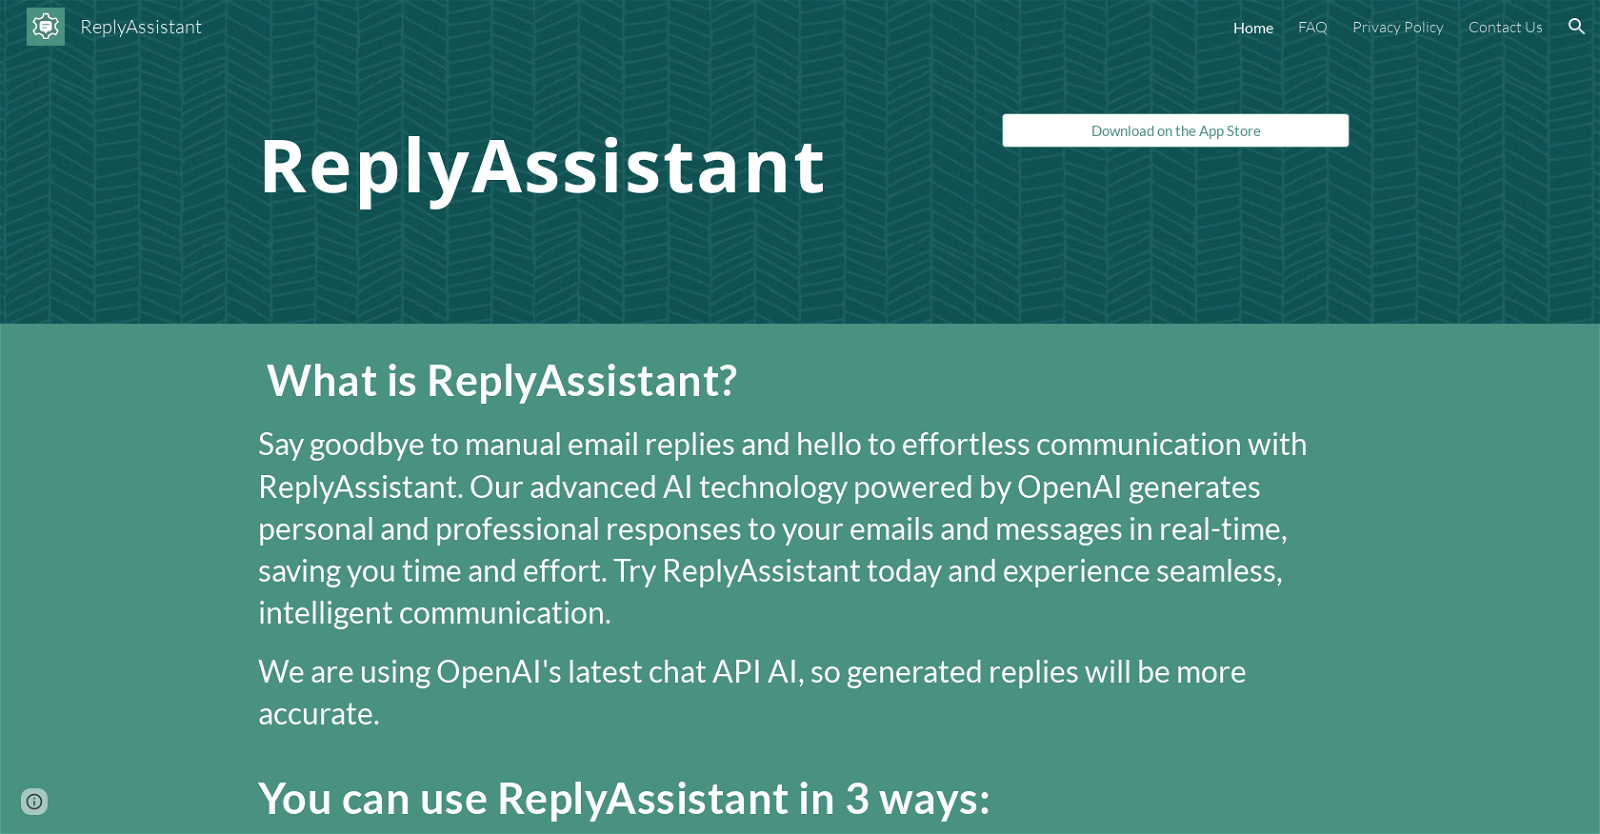 ReplyAssistant
Home FAQ Privacy Policy Contact Us
Download on the App Store
ReplyAssistant
What is ReplyAssistant?
Say goodbye to manual email replies and hello to effortless communication with
ReplyAssistant. Our advanced AI technology powered by OpenAI generates
personal and professional responses to your emails and messages in real-time,
saving you time and effort. Try ReplyAssistant today and experience seamless,
intelligent communication.
We are using OpenAI's latest chat API AI, so generated replies will be more
accurate.
You can use ReplyAssistant in 3 ways: